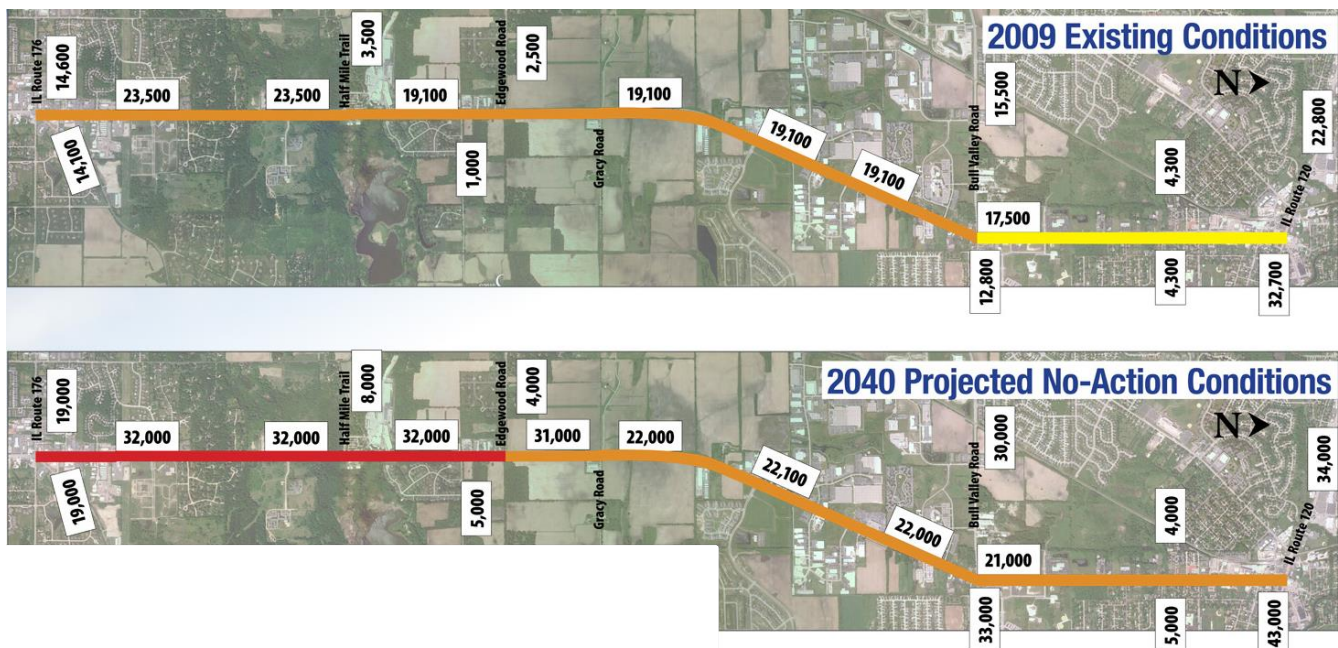 2009 Existing Conditions
N
IL Route 176
14,600
23,500
23,500
Half Mile Trail
3,500
19,100
Edgewood Road
2,500
19,100
19,100
19,100
Bull Valley Road
15,500
4,300
22,800
IL Route 120
14,100
1,000
Gracy Road
17,500
12,800
4,300
32,700
2040 Projected No-Action Conditions
N
IL Route 176
19,000
32,000
32,000
Half Mile Trail
8,000
32,000
Edgewood Road
4,000
31,000
22,000
22,100
22,000
Bull Valley Road
30,000
4,000
34,000
IL Route 120
19,000
5,000
Gracy Road
21,000
33,000
5,000
43,000